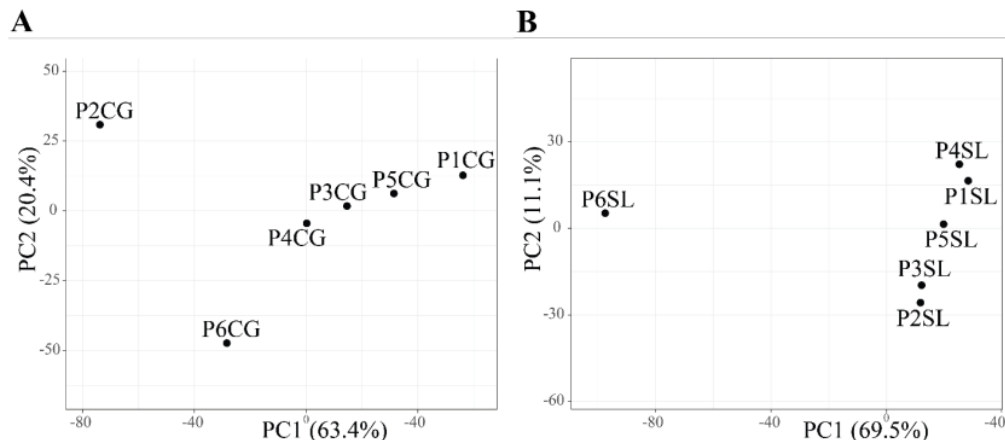 A
B
50
25
0
-25
-50
PC2 (20.4%)
P2CG
P1CG
P5CG
P3CG
P4CG
P6CG
-80
-40
0
-40
PC1 (63.4%)
30
0
-30
-60
PC2 (11.1%)
P4SL
P1SL
P6SL
P5SL
P3SL
P2SL
-80
-40
0
-40
PC1 (69.5%)